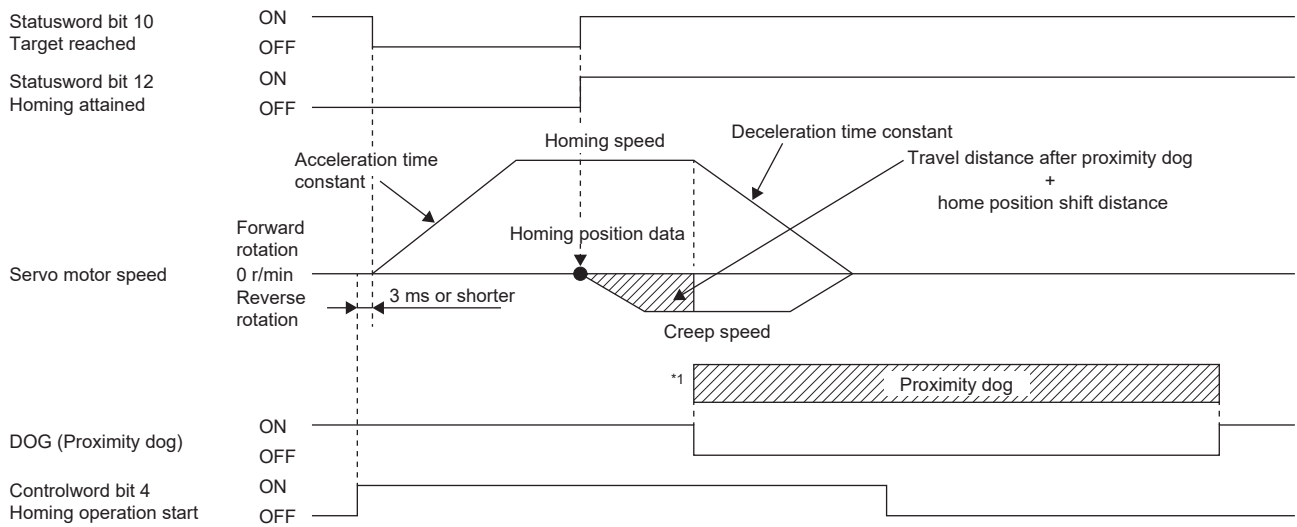 Statusword bit 10
Target reached
ON
OFF
Statusword bit 12
Homing attained
ON
OFF
Homing speed
Deceleration time constant
Acceleration time
constant
Travel distance after proximity dog
+
home position shift distance
Homing position data
Forward
rotation
Servo motor speed
0 r/min
Reverse
rotation
3 ms or shorter
Creep speed
*1
Proximity dog
DOG (Proximity dog)
ON
OFF
Controlword bit 4
Homing operation start
ON
OFF